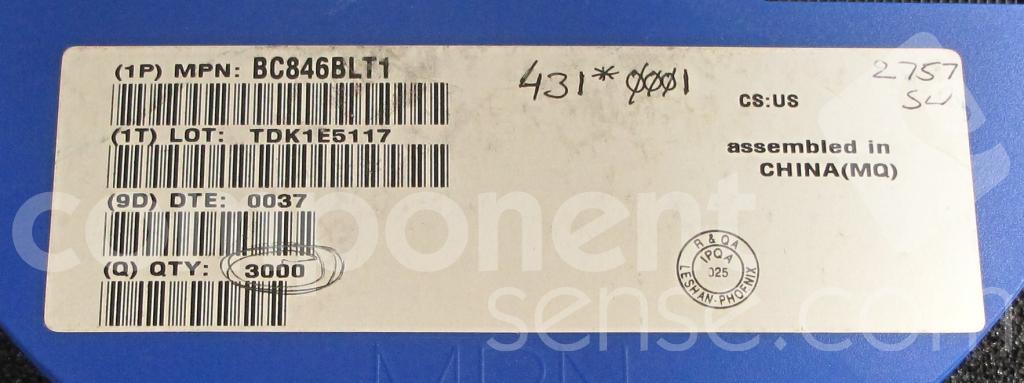 (1P) MPN: BC846BLT1
431*0001
CS:US
2757
SW
(1T) LOT: TDK1E5117
assembled in
CHINA(MQ)
(9D) DTE: 0037
(Q) QTY: 3000
R & QA
IPQA
025
LESHAN-PHOENIX
component
sense.com
MPN